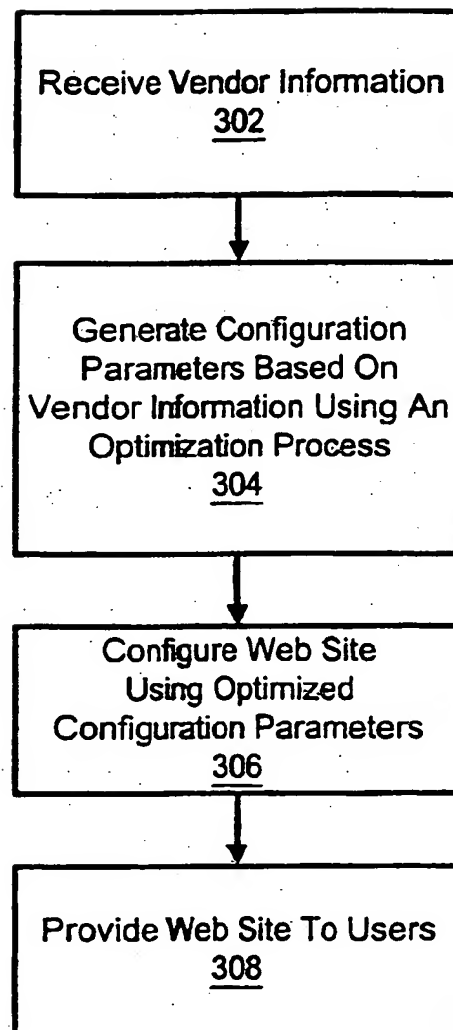 Receive Vendor Information
302
Generate Configuration
Parameters Based On
Vendor Information Using An
Optimization Process
304
Configure Web Site
Using Optimized
Configuration Parameters
306
Provide Web Site To Users
308